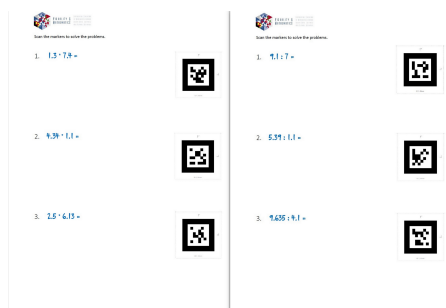 Scan the markers to solve the problems.
1. 1.3 · 7.4 =
2. 4.34 · 1.1 =
3. 2.5 · 6.13 =
Scan the markers to solve the problems.
1. 9.1 : 7 =
2. 5.39 : 1.1 =
3. 9.635 : 4.1 =